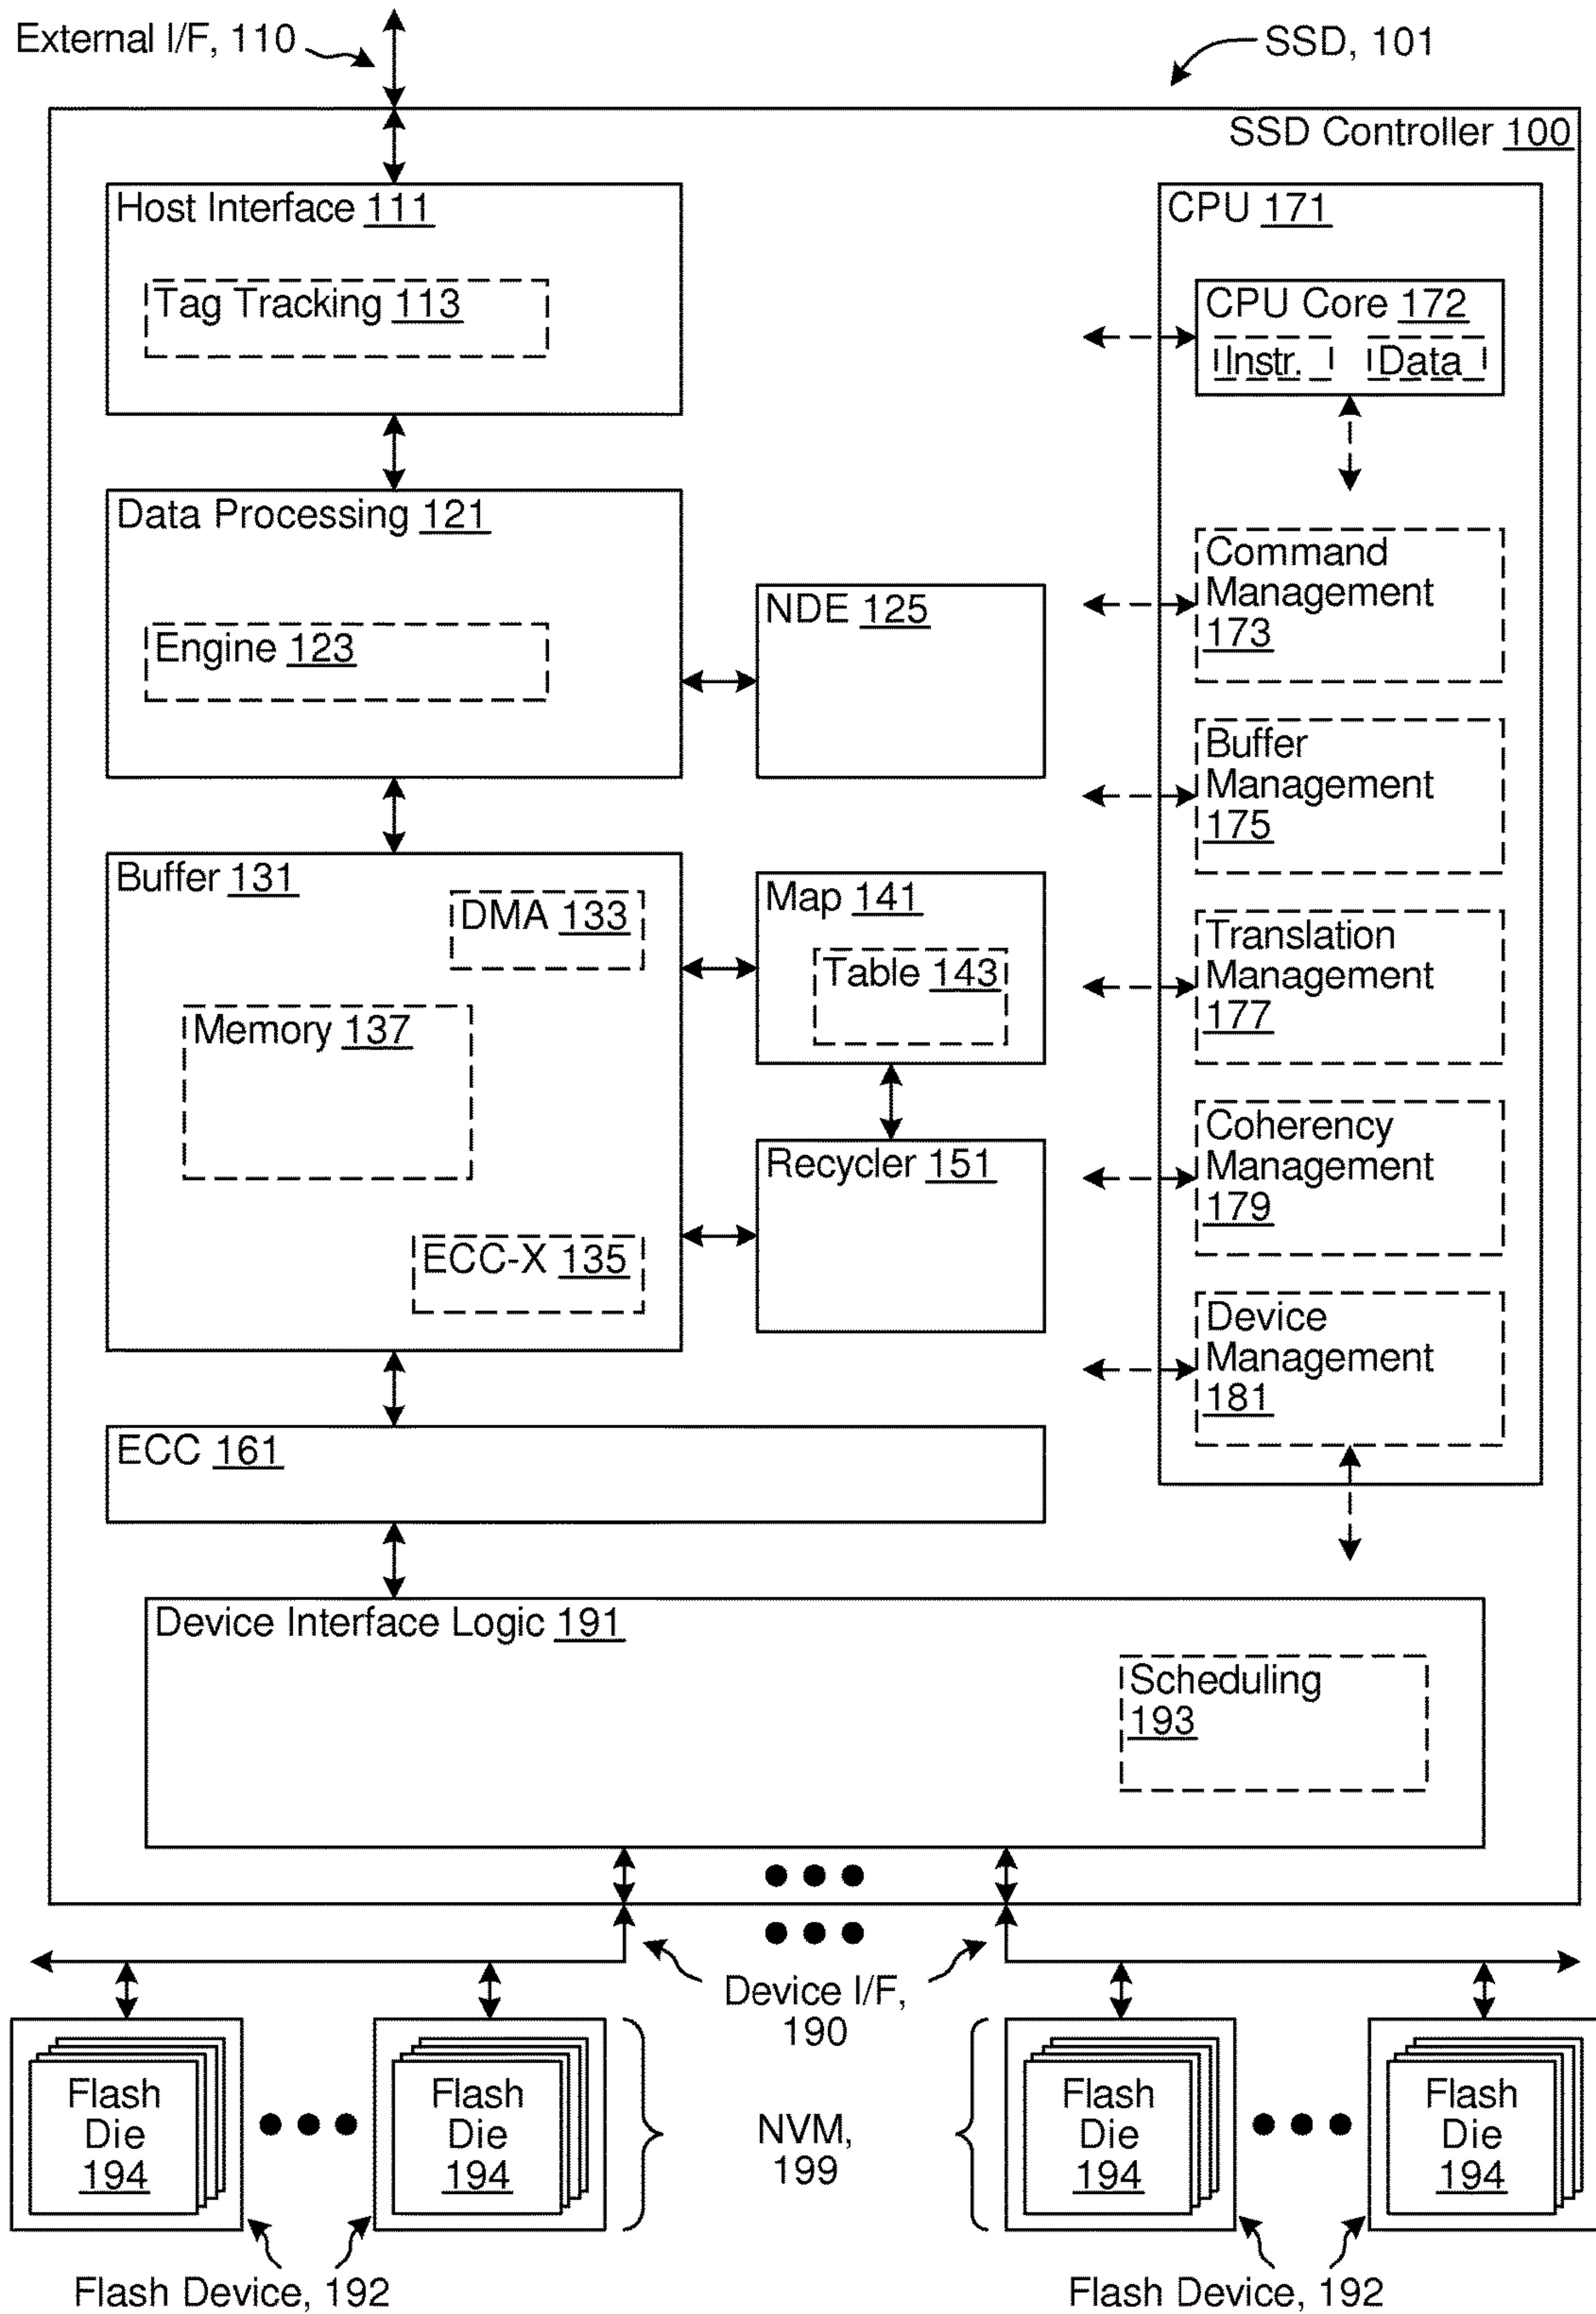 External I/F, 110
SSD, 101
SSD Controller 100
Host Interface 111
Tag Tracking 113
CPU 171
CPU Core 172
Instr.
Data
Data Processing 121
Engine 123
NDE 125
Command
Management
173
Buffer
Management
175
Buffer 131
DMA 133
Memory 137
ECC-X 135
Map 141
Table 143
Translation
Management
177
Recycler 151
Coherency
Management
179
Device
Management
181
ECC 161
Device Interface Logic 191
Scheduling
193
Device I/F,
190
Flash
Die
194
Flash
Die
194
NVM,
199
Flash
Die
194
Flash
Die
194
Flash Device, 192
Flash Device, 192